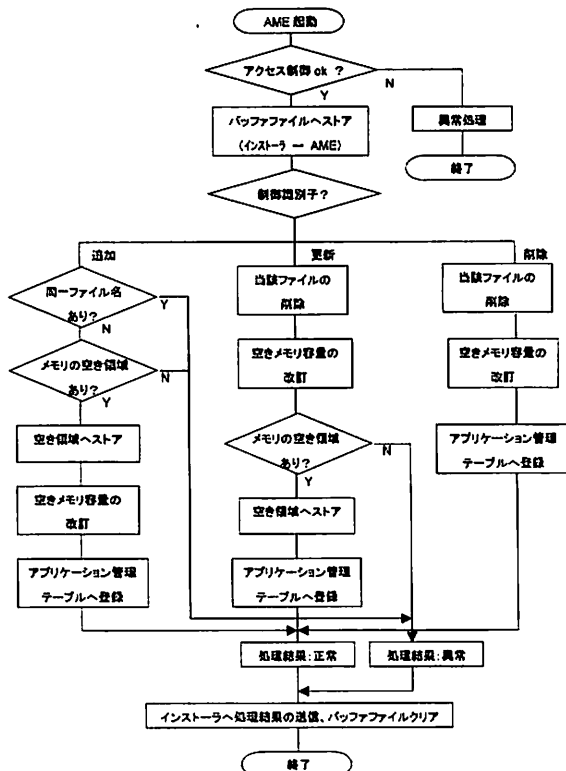 AME 起動
アクセス制御 ok ?
N
Y
バッファファイルへストア
(インストーラ ー AME)
異常処理
終了
制御識別子?
追加
更新
削除
同一ファイル名
あり?
Y
N
メモリの空き領域
あり?
N
Y
空き領域へストア
空きメモリ容量の
改訂
アプリケーション管理
テーブルへ登録
当該ファイルの
削除
空きメモリ容量の
改訂
メモリの空き領域
あり?
N
Y
空き領域へストア
アプリケーション管理
テーブルへ登録
当該ファイルの
削除
空きメモリ容量の
改訂
アプリケーション管理
テーブルへ登録
処理結果:正常
処理結果:異常
インストーラへ処理結果の送信、バッファファイルクリア
終了